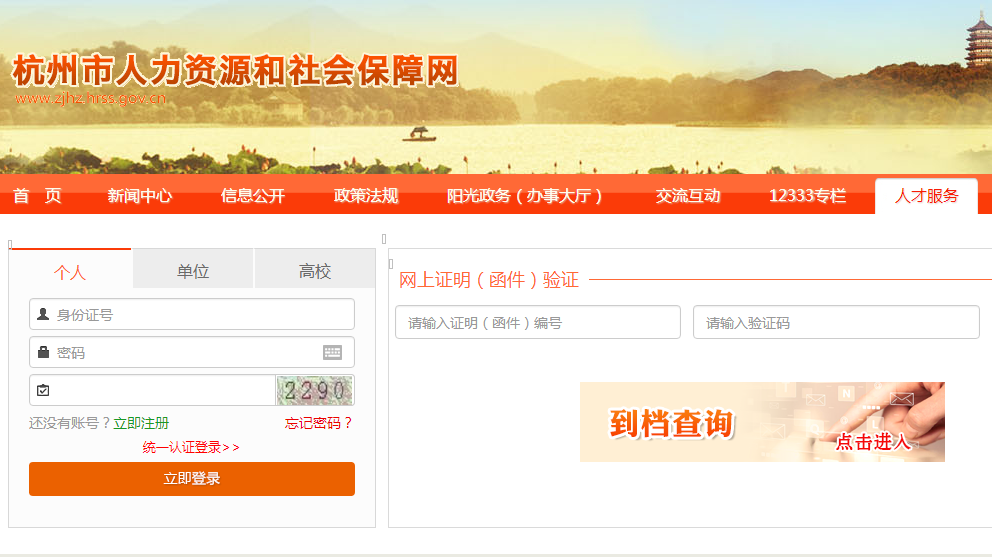 杭州市人力资源和社会保障网
www.zjhz.hrss.gov.cn
首 页 新闻中心 信息公开 政策法规 阳光政务（办事大厅） 交流互动 12333专栏 人才服务
个人 单位 高校
身份证号
密码
2290
还没有账号？立即注册 忘记密码？
统一认证登录>>
立即登录
网上证明（函件）验证
请输入证明（函件）编号 请输入验证码
到档查询
点击进入